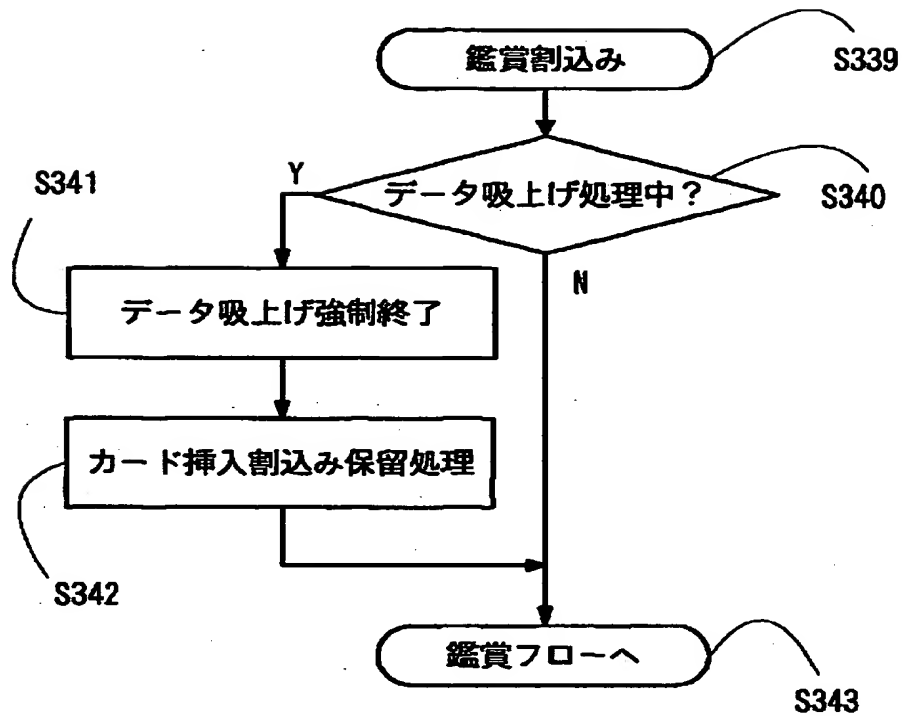 鑑賞割込み
S339
データ吸上げ処理中?
S340
Y
N
S341
データ吸上げ強制終了
カード挿入割込み保留処理
S342
鑑賞フローへ
S343